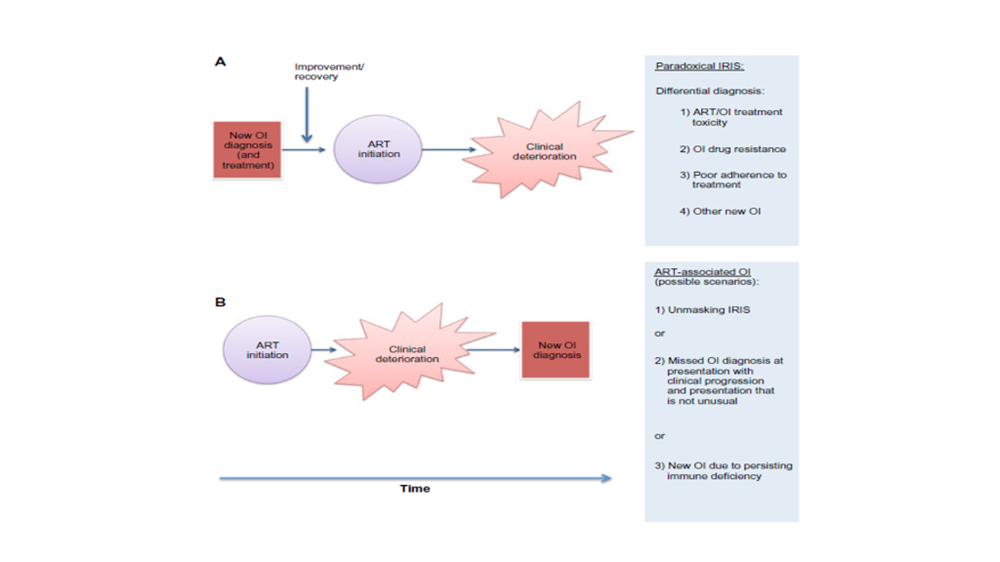 A
Improvement/
recovery
New OI
diagnosis
(and
treatment)
ART
initiation
Clinical
deterioration
Paradoxical IRIS:
Differential diagnosis:
1) ART/OI treatment
toxicity
2) OI drug resistance
3) Poor adherence to
treatment
4) Other new OI
B
ART
initiation
Clinical
deterioration
New OI
diagnosis
Time
ART-associated OI
(possible scenarios):
1) Unmasking IRIS
or
2) Missed OI diagnosis at
presentation with
clinical progression
and presentation that
is not unusual
or
3) New OI due to persisting
immune deficiency